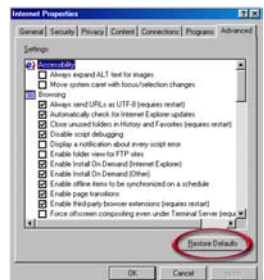 Internet Properties
General Security Privacy Content Connections Programs Advanced
Settings:
Accessibility
Always expand ALT text for images
Move system caret with focus/selection changes
Browsing
Always send URLs as UTF-8 (requires restart)
Automatically check for Internet Explorer updates
Close unused folders in History and Favorites (requires restart)
Disable script debugging
Display a notification about every script error
Enable folder view for FTP sites
Enable Install On Demand (Internet Explorer)
Enable Install On Demand (Other)
Enable offline items to be synchronized on a schedule
Enable page transitions
Enable third-party browser extensions (requires restart)
Force offscreen compositing even under Terminal Server (requi
Restore Defaults
OK Cancel Apply